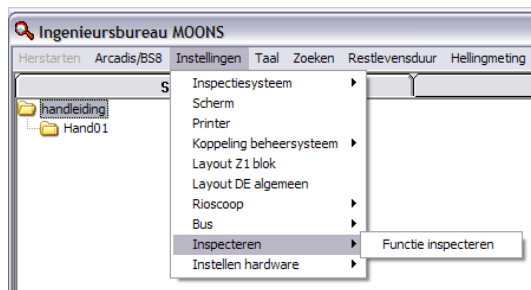 Ingenieursbureau MOONS
Herstarten Arcadis/BS8 Instellingen Taal Zoeken Restlevensduur Hellingmeting
S
handleiding
Hand01
Inspectiesysteem
Scherm
Printer
Koppeling beheersysteem
Layout Z1 blok
Layout DE algemeen
Rioscoop
Bus
Inspecteren
Functie inspecteren
Instellen hardware